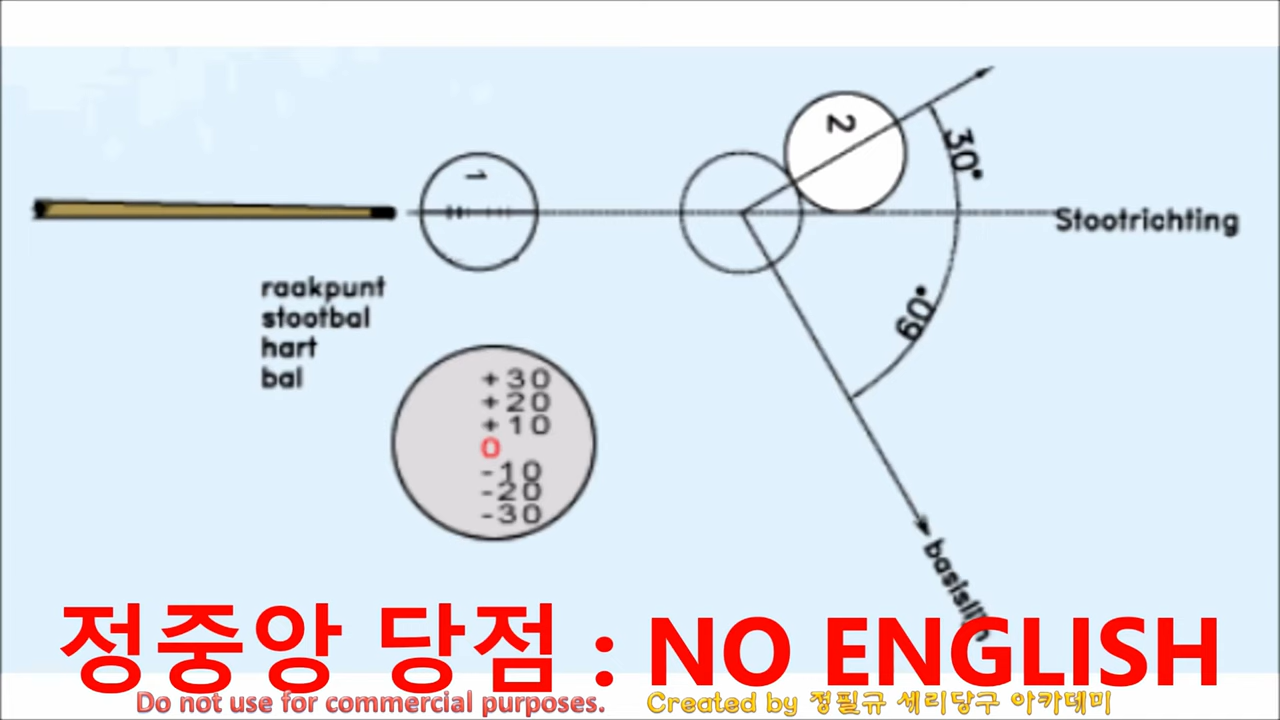 1
2
30°
Stootrichting
raakpunt
stootbal
hart
bal
60°
+30
+20
+10
0
-10
-20
-30
정중앙 당점 : NO ENGLISH
Do not use for commercial purposes. Created by 정필규 세리당구 아카데미